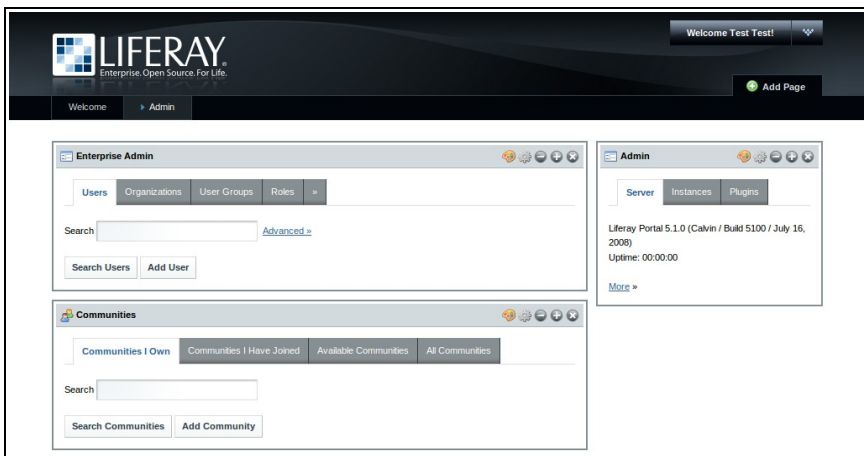 LIFERAY.
Enterprise. Open Source. For Life.
Welcome Test Test!
Add Page
Welcome
Admin
Enterprise Admin
Users Organizations User Groups Roles »
Search
Advanced »
Search Users Add User
Communities
Communities I Own Communities I Have Joined Available Communities All Communities
Search
Search Communities Add Community
Admin
Server Instances Plugins
Liferay Portal 5.1.0 (Calvin / Build 5100 / July 16,
2008)
Uptime: 00:00:00
More »